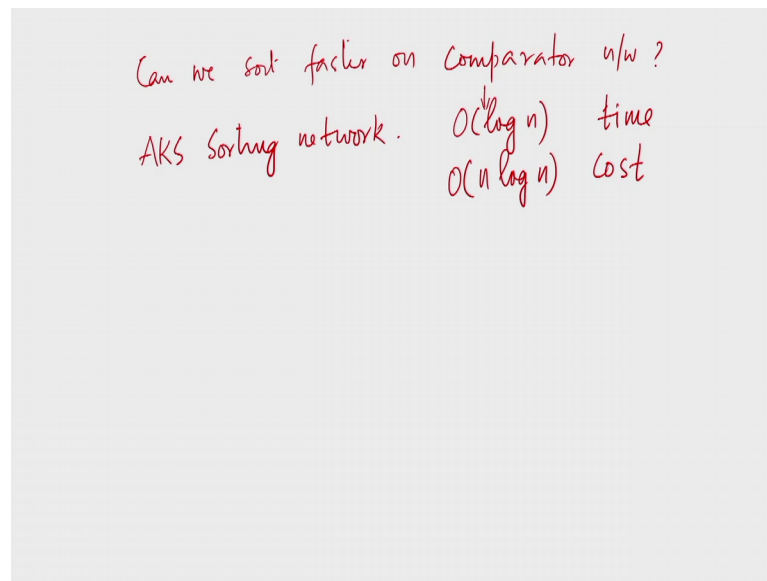 Can we sort faster on comparator n/w ?
AKS Sorting network. O(log n) time
O(n log n) cost